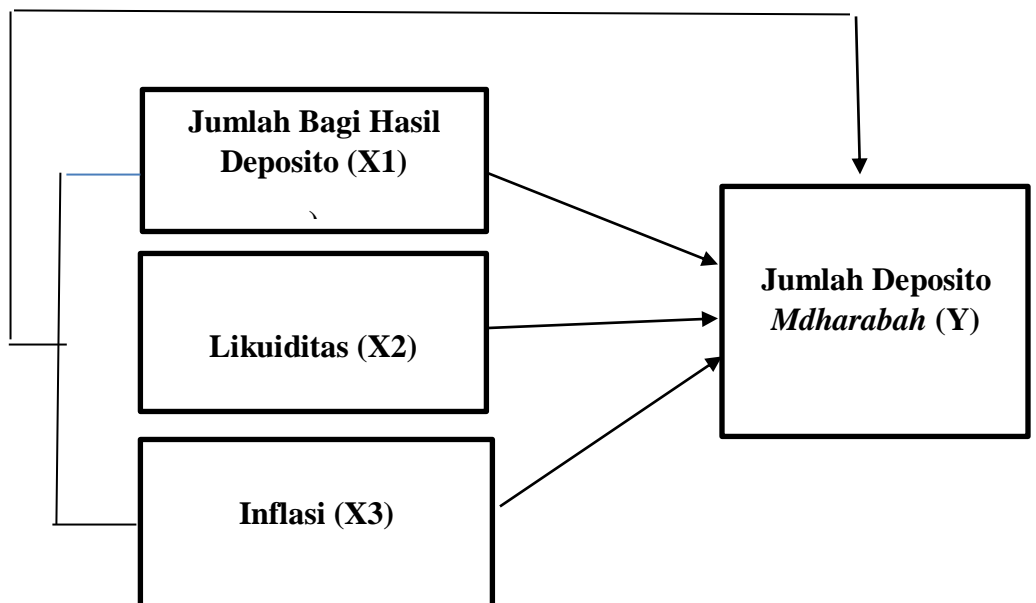 Jumlah Bagi Hasil
Deposito (X1)
Likuiditas (X2)
Inflasi (X3)
Jumlah Deposito
Mdharabah (Y)